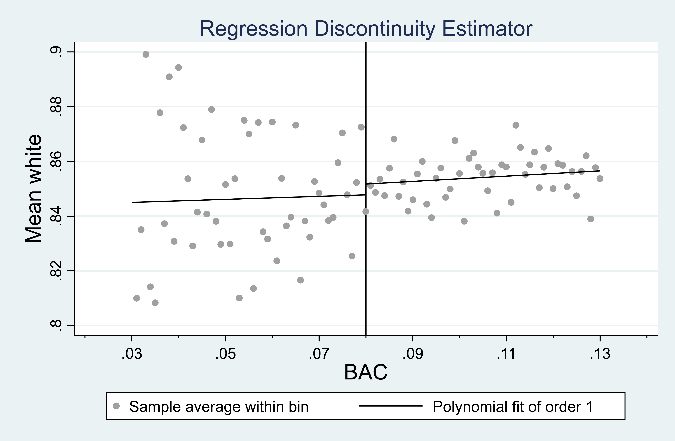 Regression Discontinuity Estimator
Mean white
.9
.88
.86
.84
.82
.8
.03 .05 .07 .09 .11 .13
BAC
Sample average within bin Polynomial fit of order 1